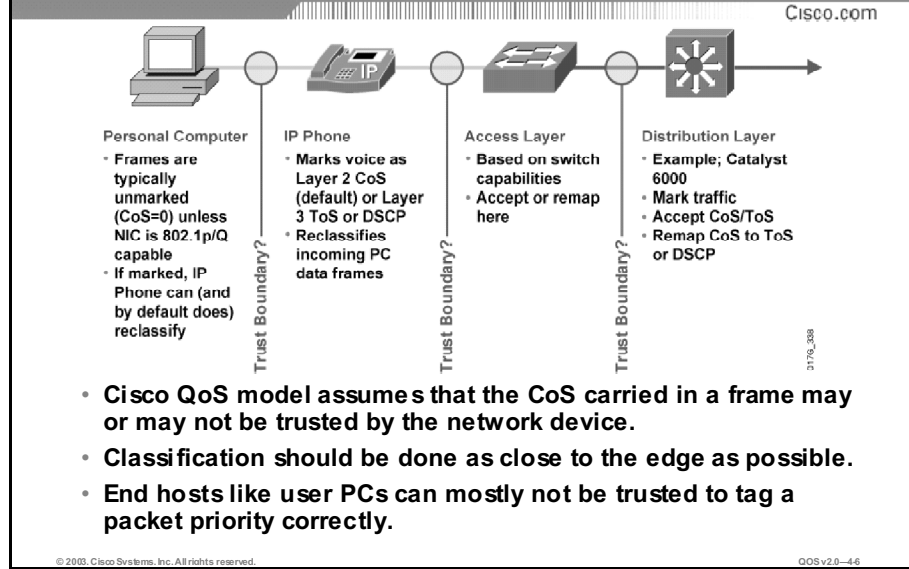 Cisco.com
IP
Personal Computer
• Frames are
typically
unmarked
(CoS=0) unless
NIC is 802.1p/Q
capable
• If marked, IP
Phone can (and
by default does)
reclassify
Trust Boundary?
IP Phone
• Marks voice as
Layer 2 CoS
(default) or Layer
3 ToS or DSCP
• Reclassifies
incoming PC
data frames
Trust Boundary?
Access Layer
• Based on switch
capabilities
• Accept or remap
here
Trust Boundary?
Distribution Layer
• Example; Catalyst
6000
• Mark traffic
• Accept CoS/ToS
• Remap CoS to ToS
or DSCP
017G_338
• Cisco QoS model assumes that the CoS carried in a frame may
or may not be trusted by the network device.
• Classification should be done as close to the edge as possible.
• End hosts like user PCs can mostly not be trusted to tag a
packet priority correctly.
© 2003, Cisco Systems, Inc. All rights reserved.
QOS v2.0—4-6